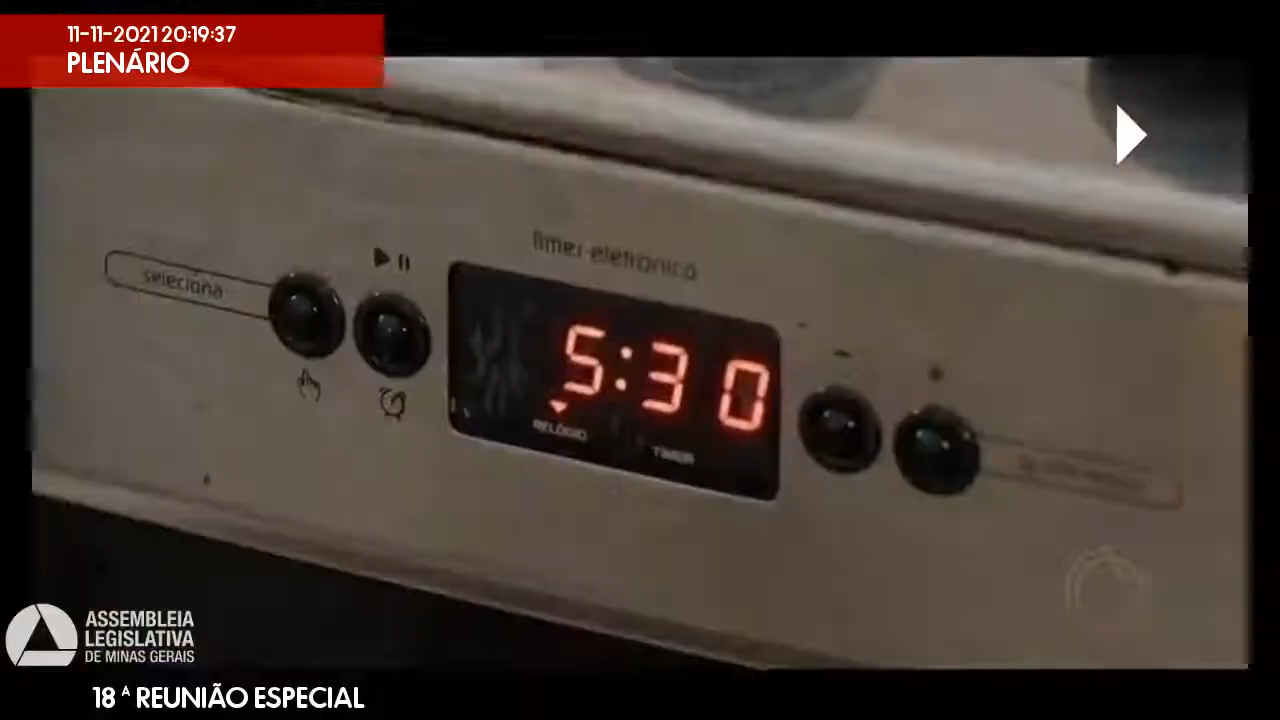 11-11-2021 20:19:37
PLENÁRIO
timer eletronico
seleciona
5:30
RELÓGIO
TIMER
ASSEMBLEIA
LEGISLATIVA
DE MINAS GERAIS
18ª REUNIÃO ESPECIAL